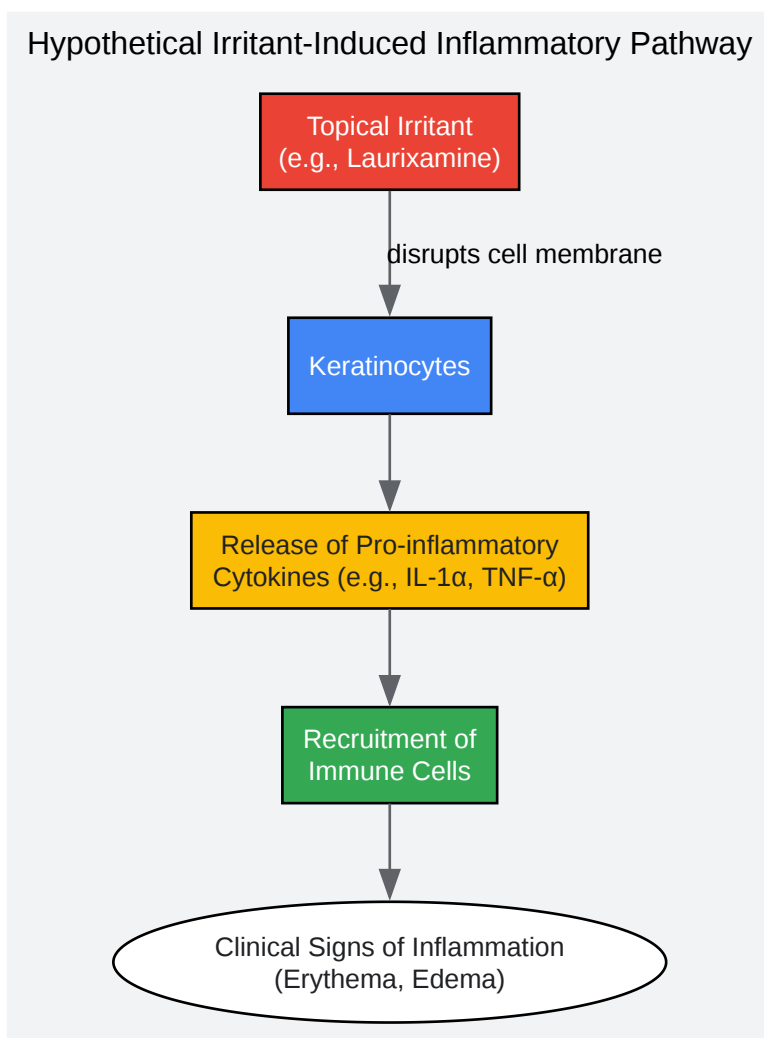 Hypothetical Irritant-Induced Inflammatory Pathway
Topical Irritant
(e.g., Laurixamine)
disrupts cell membrane
Keratinocytes
Release of Pro-inflammatory
Cytokines (e.g., IL-1α, TNF-α)
Recruitment of
Immune Cells
Clinical Signs of Inflammation
(Erythema, Edema)